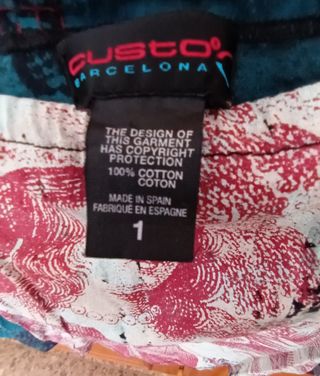 custo
BARCELONA
THE DESIGN OF
THIS GARMENT
HAS COPYRIGHT
PROTECTION
100% COTTON
COTON
MADE IN SPAIN
FABRIQUÉ EN ESPAGNE
1